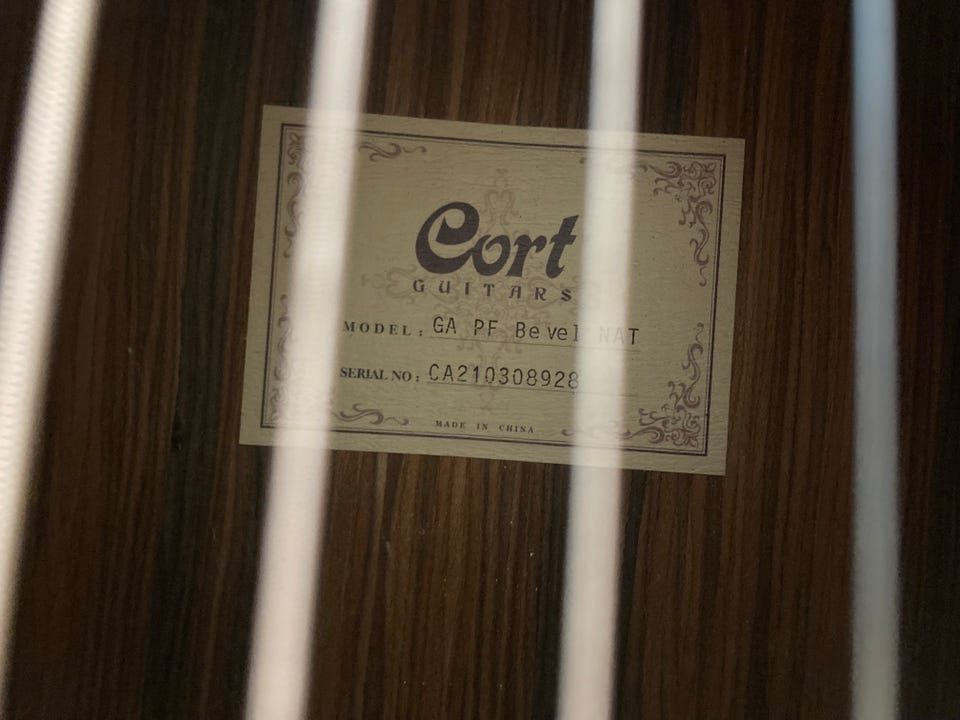 Cort
GUITARS
MODEL: GA PF Bevel NAT
SERIAL NO: CA210308928
MADE IN CHINA